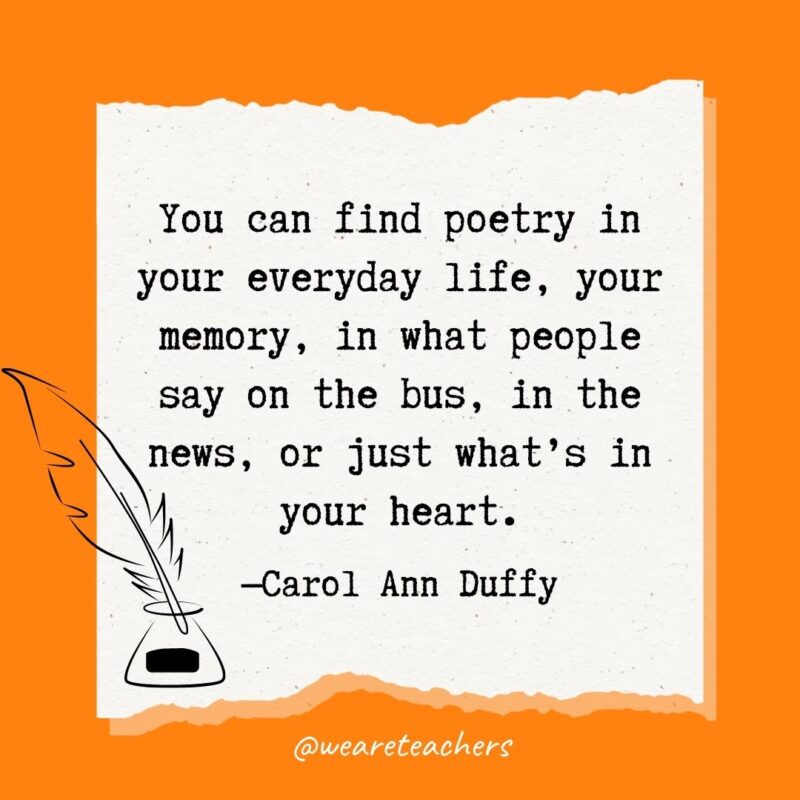 You can find poetry in
your everyday life, your
memory, in what people
say on the bus, in the
news, or just what’s in
your heart.
—Carol Ann Duffy
@weareteachers